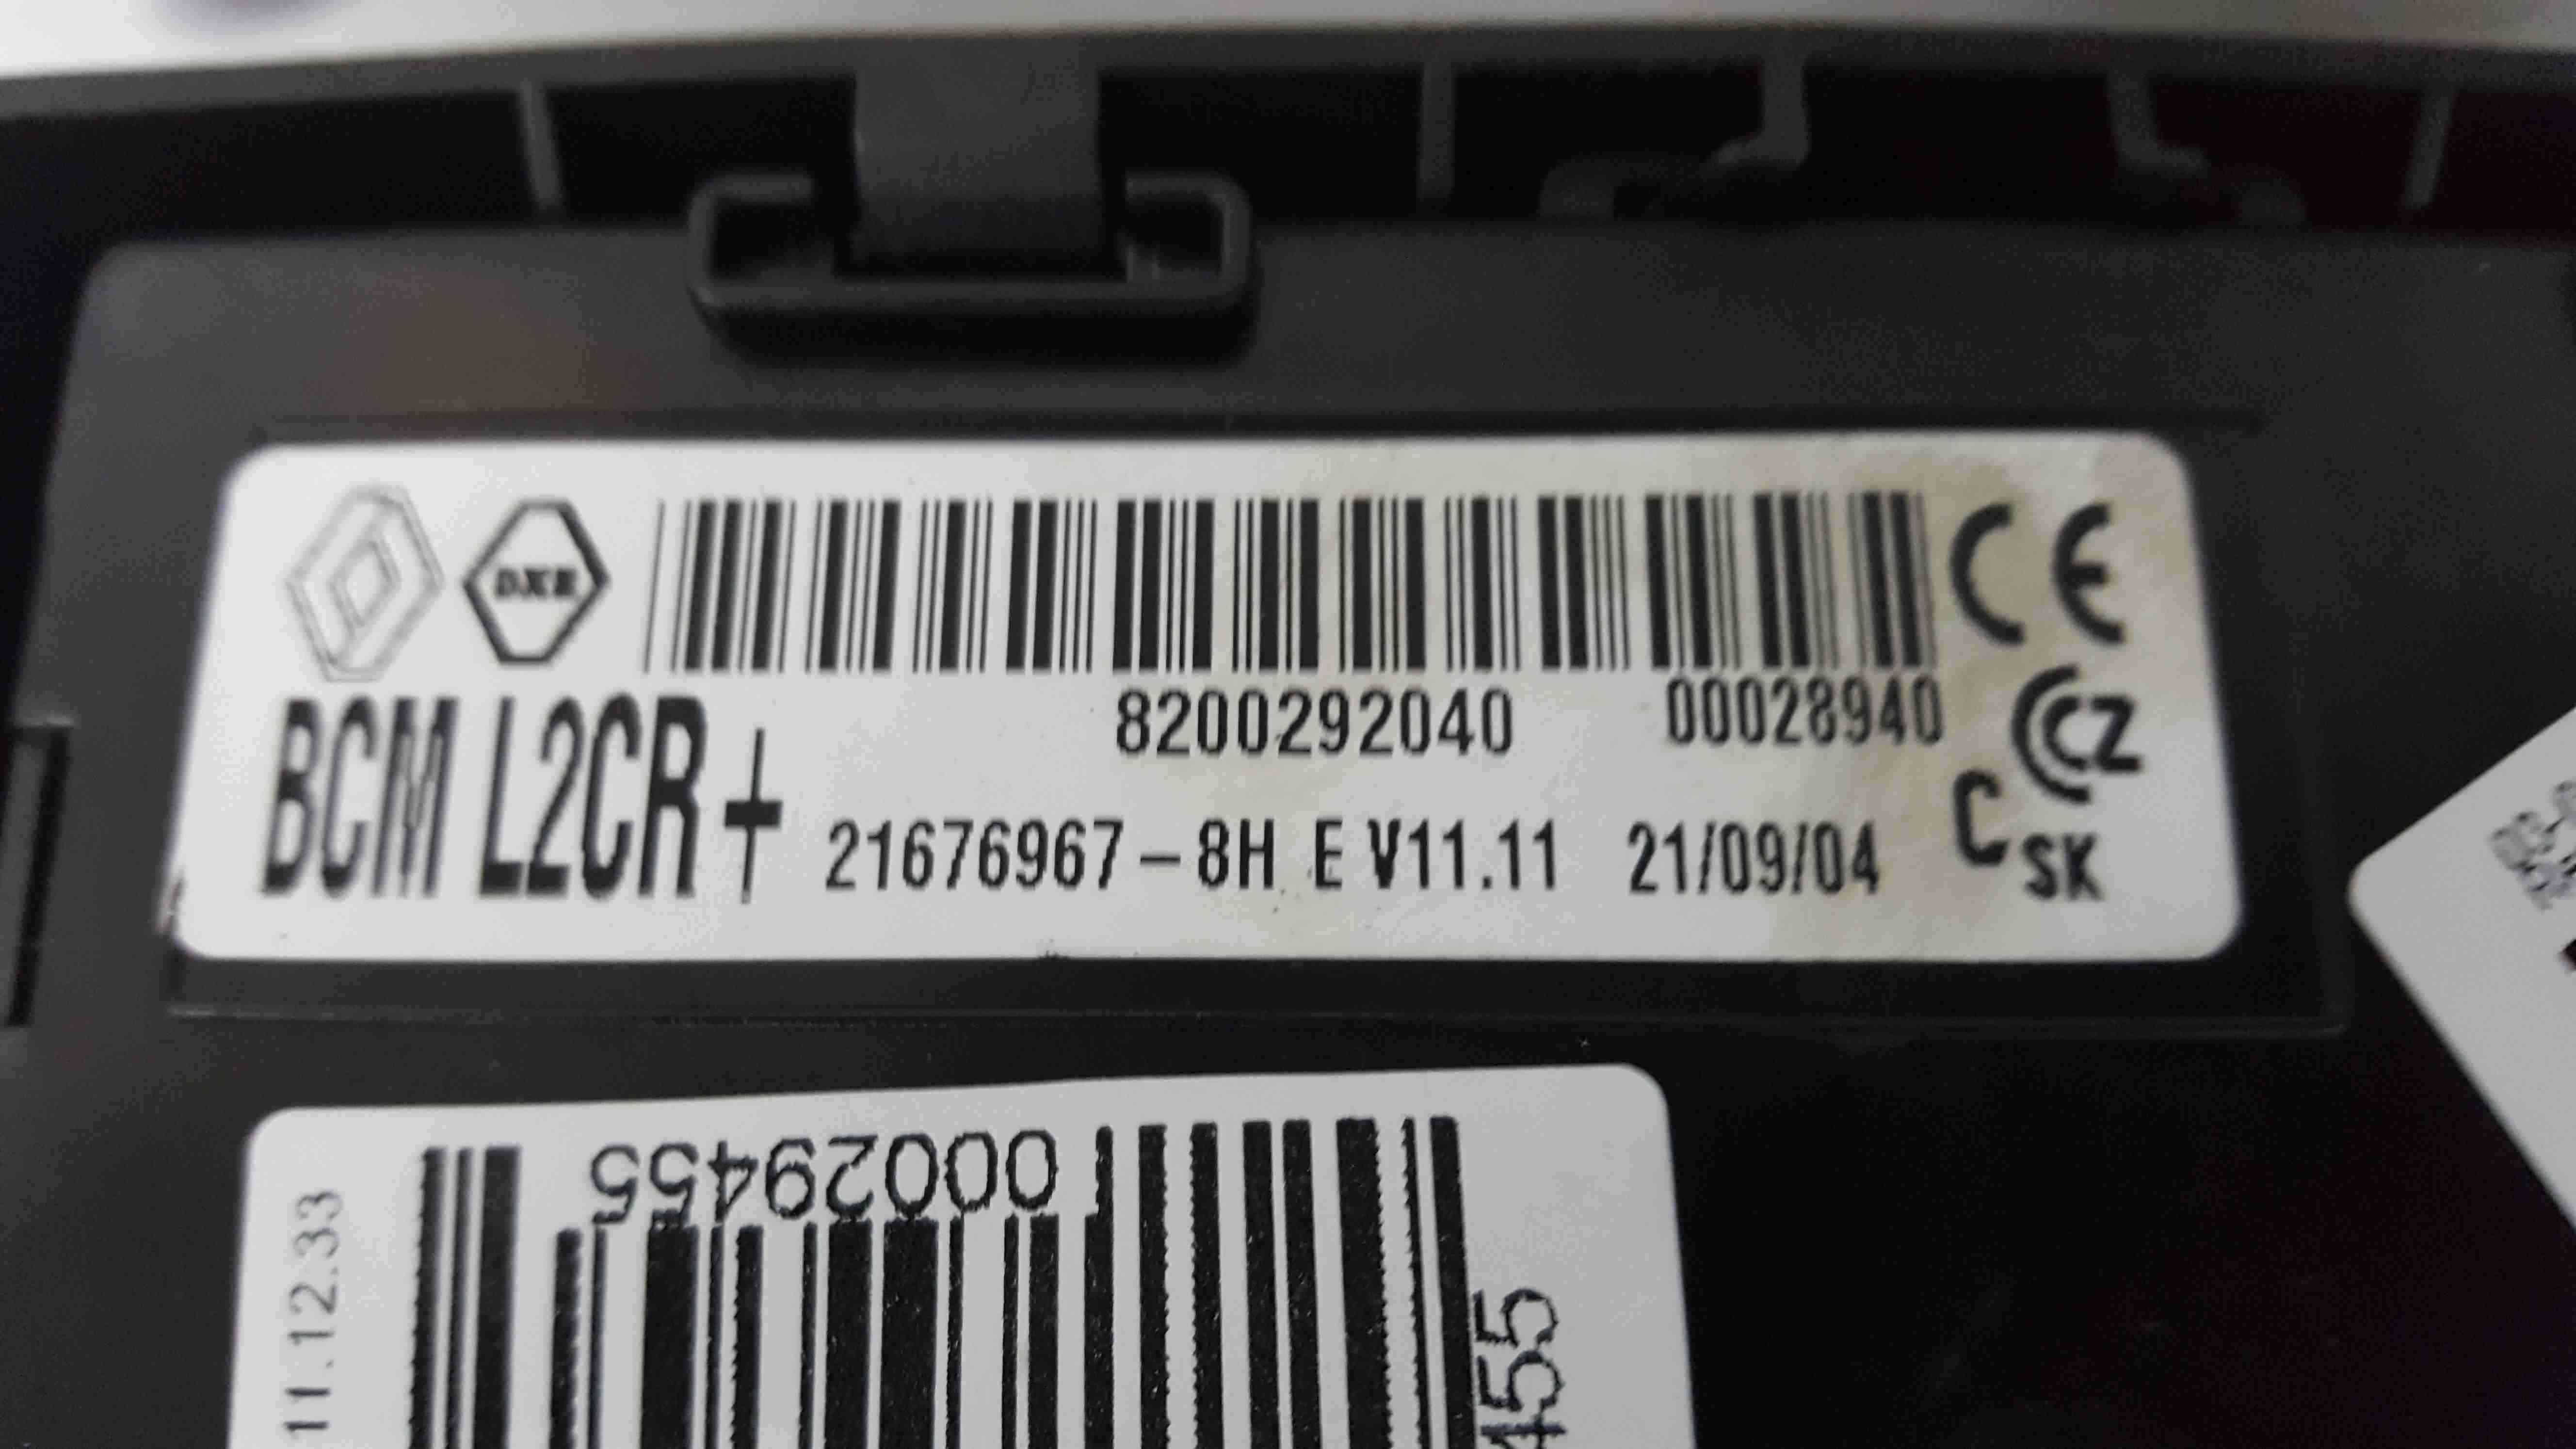 DXE
CE
8200292040 00028940
CZ
BCM L2CR+
21676967-8H E V11.11 21/09/04
C SK
00029455
11.12.33
455